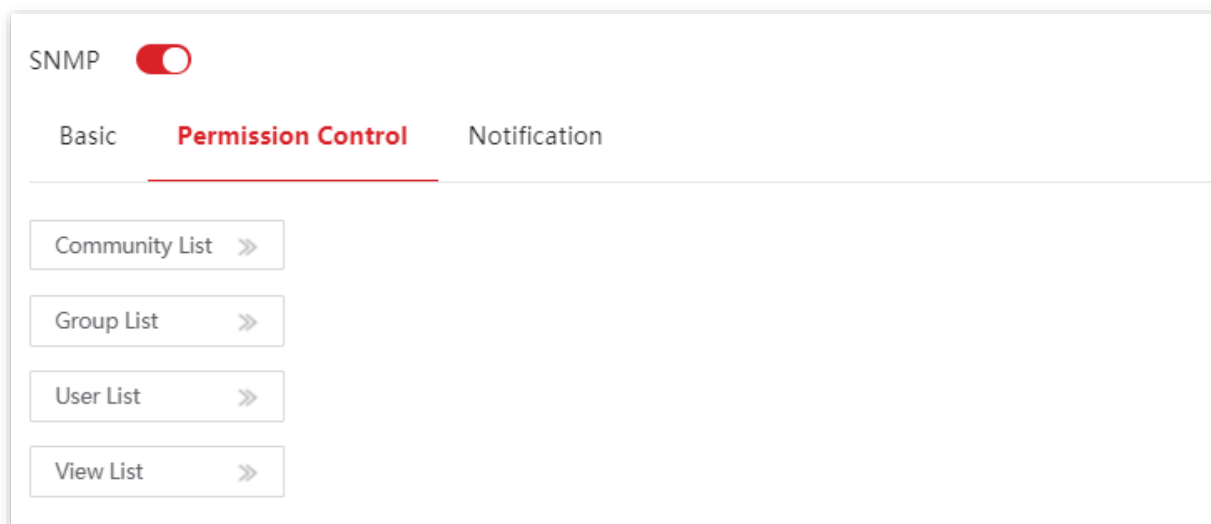 SNMP
Basic Permission Control Notification
Community List
Group List
User List
View List